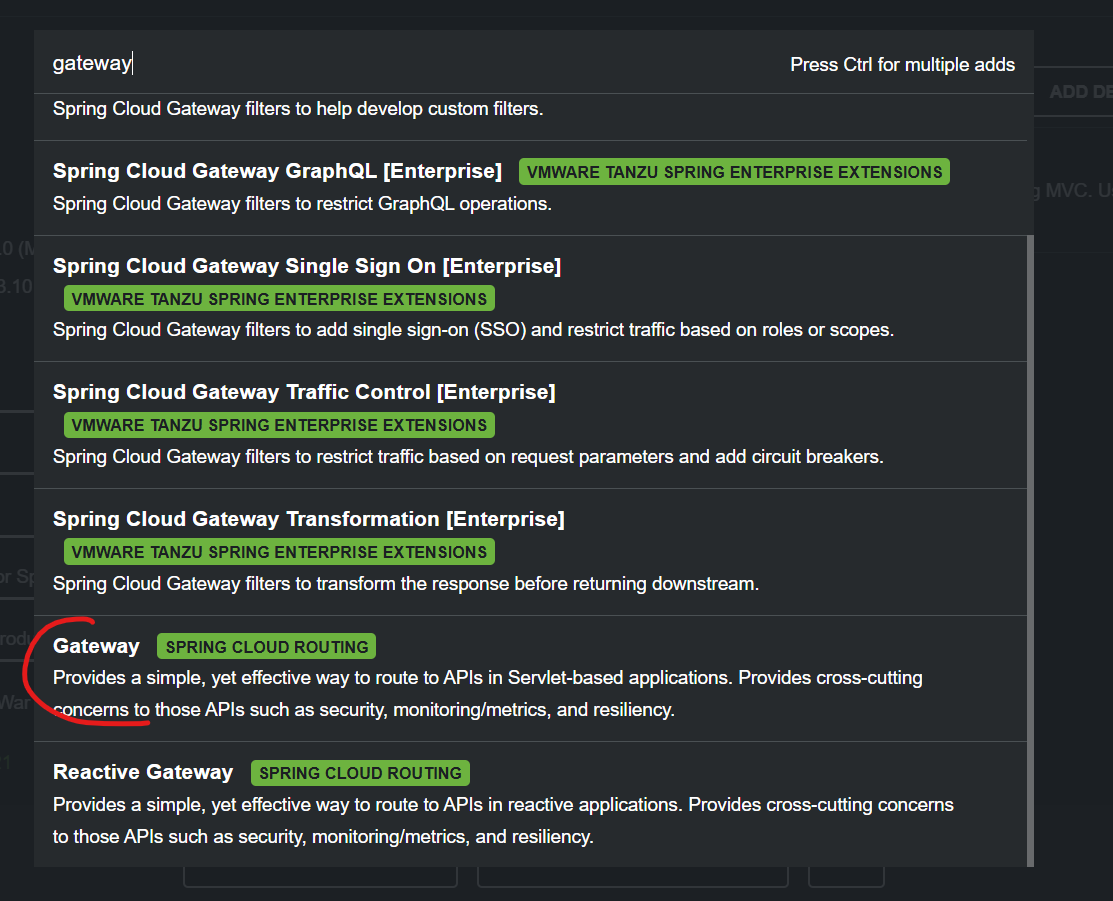 gateway
Press Ctrl for multiple adds
ADD DE
Spring Cloud Gateway filters to help develop custom filters.
Spring Cloud Gateway GraphQL [Enterprise] VMWARE TANZU SPRING ENTERPRISE EXTENSIONS
g MVC. U
Spring Cloud Gateway filters to restrict GraphQL operations.
.0 (M
Spring Cloud Gateway Single Sign On [Enterprise]
3.10
VMWARE TANZU SPRING ENTERPRISE EXTENSIONS
Spring Cloud Gateway filters to add single sign-on (SSO) and restrict traffic based on roles or scopes.
Spring Cloud Gateway Traffic Control [Enterprise]
VMWARE TANZU SPRING ENTERPRISE EXTENSIONS
Spring Cloud Gateway filters to restrict traffic based on request parameters and add circuit breakers.
Spring Cloud Gateway Transformation [Enterprise]
VMWARE TANZU SPRING ENTERPRISE EXTENSIONS
or Sp
Spring Cloud Gateway filters to transform the response before returning downstream.
rodu
Gateway SPRING CLOUD ROUTING
Provides a simple, yet effective way to route to APIs in Servlet-based applications. Provides cross-cutting
War
concerns to those APIs such as security, monitoring/metrics, and resiliency.
Reactive Gateway SPRING CLOUD ROUTING
Provides a simple, yet effective way to route to APIs in reactive applications. Provides cross-cutting concerns
to those APIs such as security, monitoring/metrics, and resiliency.